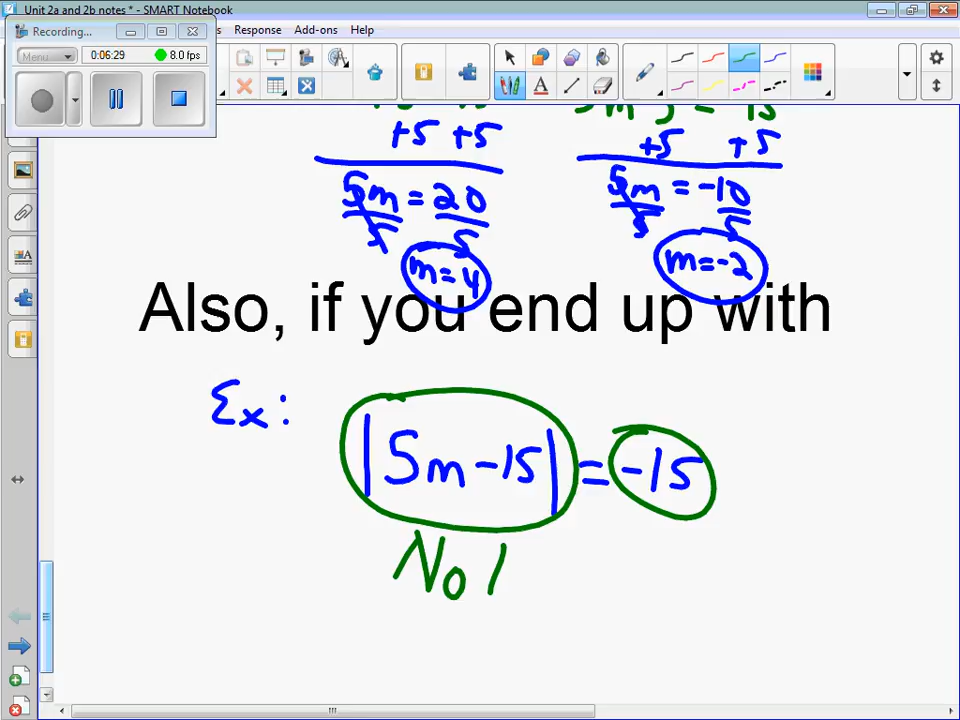 Unit 2a and 2b notes * - SMART Notebook
Recording...
Response Add-ons Help
Menu 0:06:29 8.0 fps
+5 +5 +5 +5
5m = 20 5m = -10
5 5 5 5
m = 4 m = -2
Also, if you end up with
Ex:
|5m - 15| = -15
No